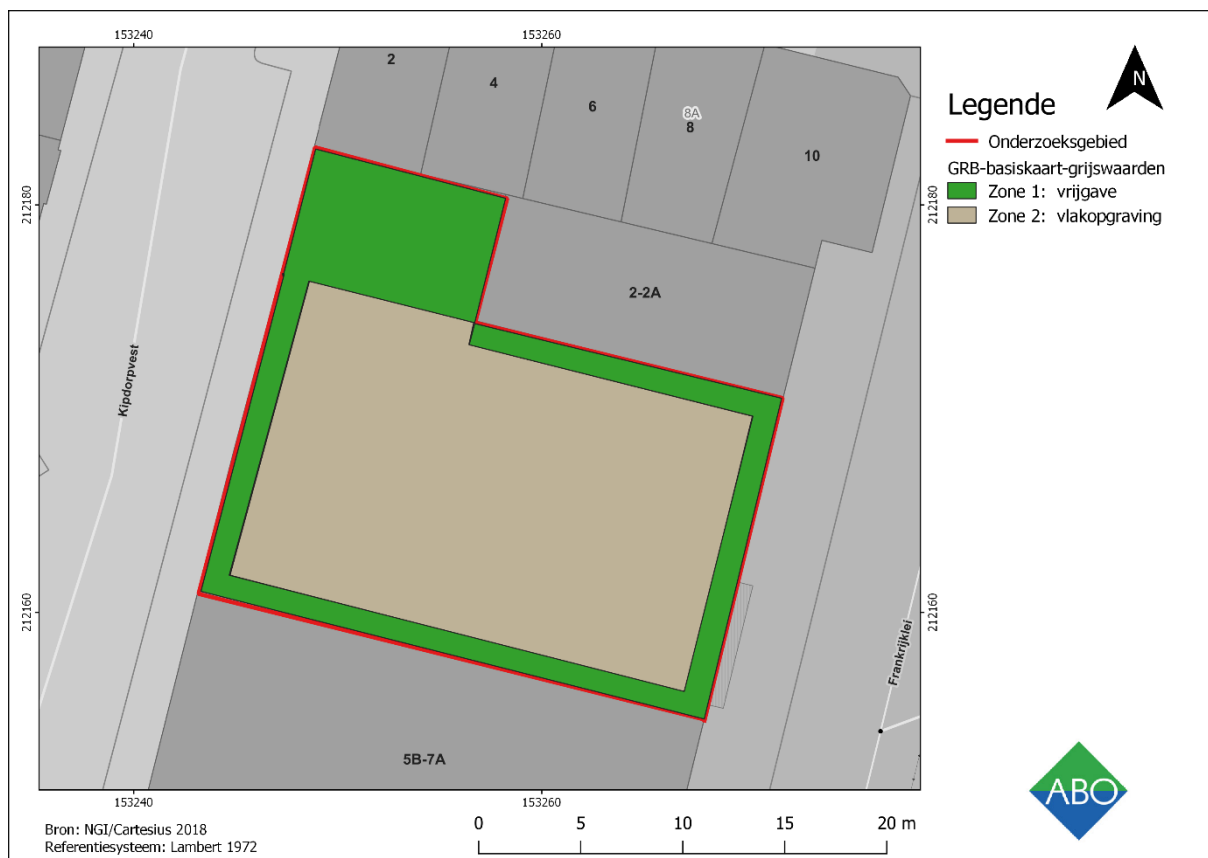 153240
153260
212180
212180
212160
212160
153240
153260
2
4
6
8A
8
10
2-2A
5B-7A
Kipdorpvest
Frankrijklei
N
Legende
Onderzoeksgebied
GRB-basiskaart-grijswaarden
Zone 1: vrijgave
Zone 2: vlakopgraving
Bron: NGI/Cartesius 2018
Referentiesysteem: Lambert 1972
0 5 10 15 20 m
ABO